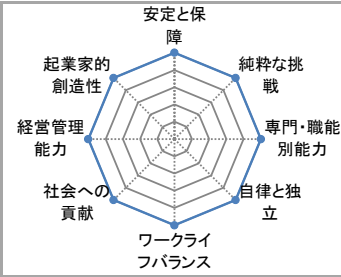 安定と保
障
純粋な挑
戦
専門・職能
別能力
自律と独
立
ワークライ
フバランス
社会への
貢献
経営管理
能力
起業家的
創造性